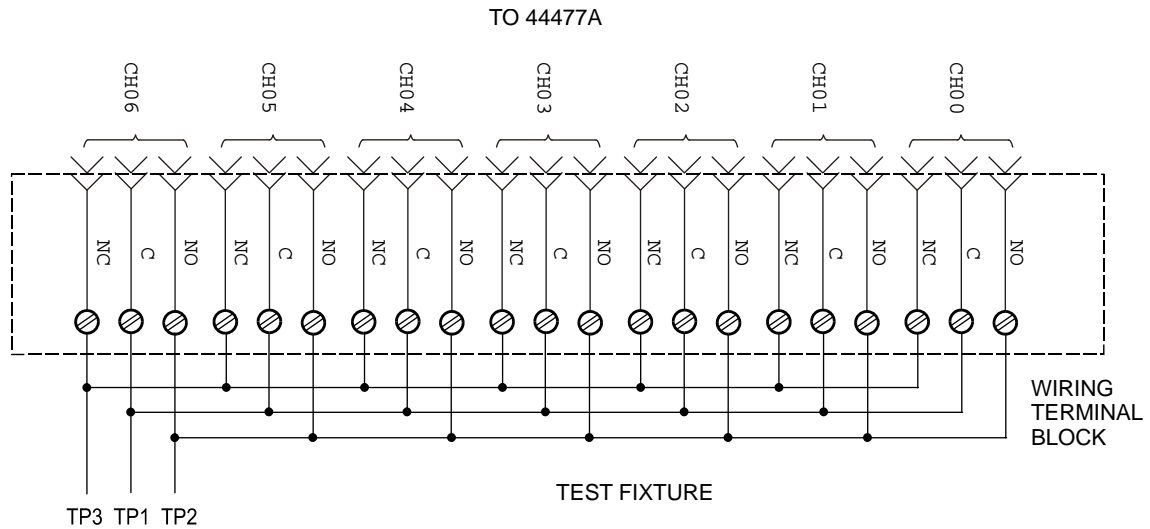 TO 44477A
CH06 CH05 CH04 CH03 CH02 CH01 CH00
NC C NO NC C NO NC C NO NC C NO NC C NO NC C NO NC C NO
WIRING
TERMINAL
BLOCK
TEST FIXTURE
TP3 TP1 TP2